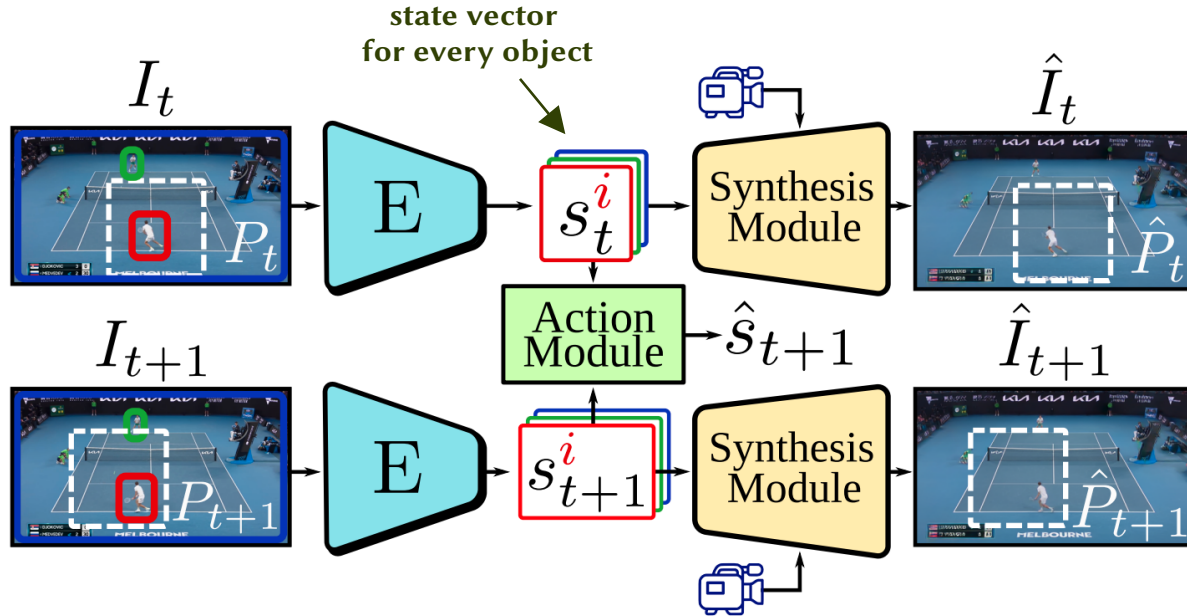 state vector
for every object
I_t
Î_t
E
s_t^i
Synthesis
Module
P_t
P̂_t
MELBOURNE
Action
Module
ŝ_{t+1}
I_{t+1}
Î_{t+1}
E
s_{t+1}^i
Synthesis
Module
P_{t+1}
P̂_{t+1}
MELBOURNE
MELBOURNE